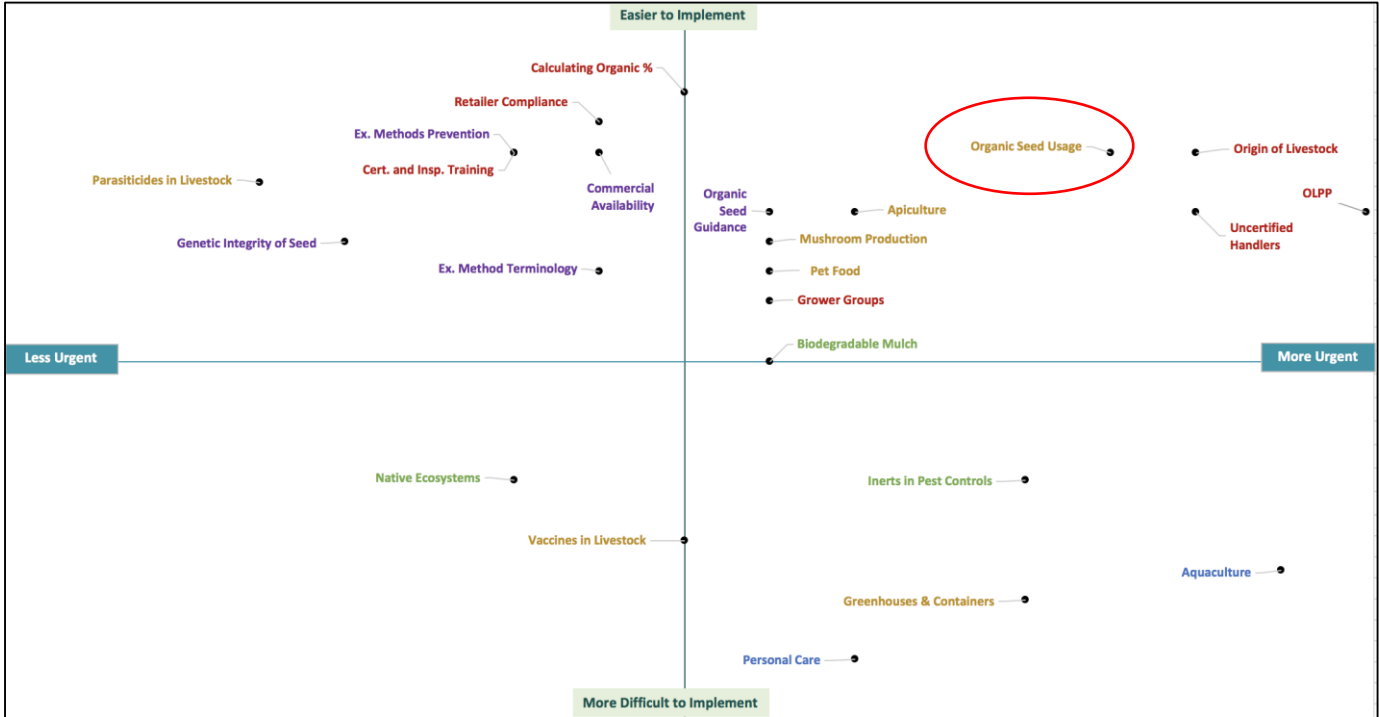 Easier to Implement
Calculating Organic %
Retailer Compliance
Ex. Methods Prevention
Organic Seed Usage
Origin of Livestock
Cert. and Insp. Training
Parasiticides in Livestock
Commercial
Availability
Organic
Seed
Guidance
OLPP
Apiculture
Uncertified
Handlers
Genetic Integrity of Seed
Mushroom Production
Ex. Method Terminology
Pet Food
Grower Groups
Biodegradable Mulch
Less Urgent
More Urgent
Native Ecosystems
Inerts in Pest Controls
Vaccines in Livestock
Aquaculture
Greenhouses & Containers
Personal Care
More Difficult to Implement